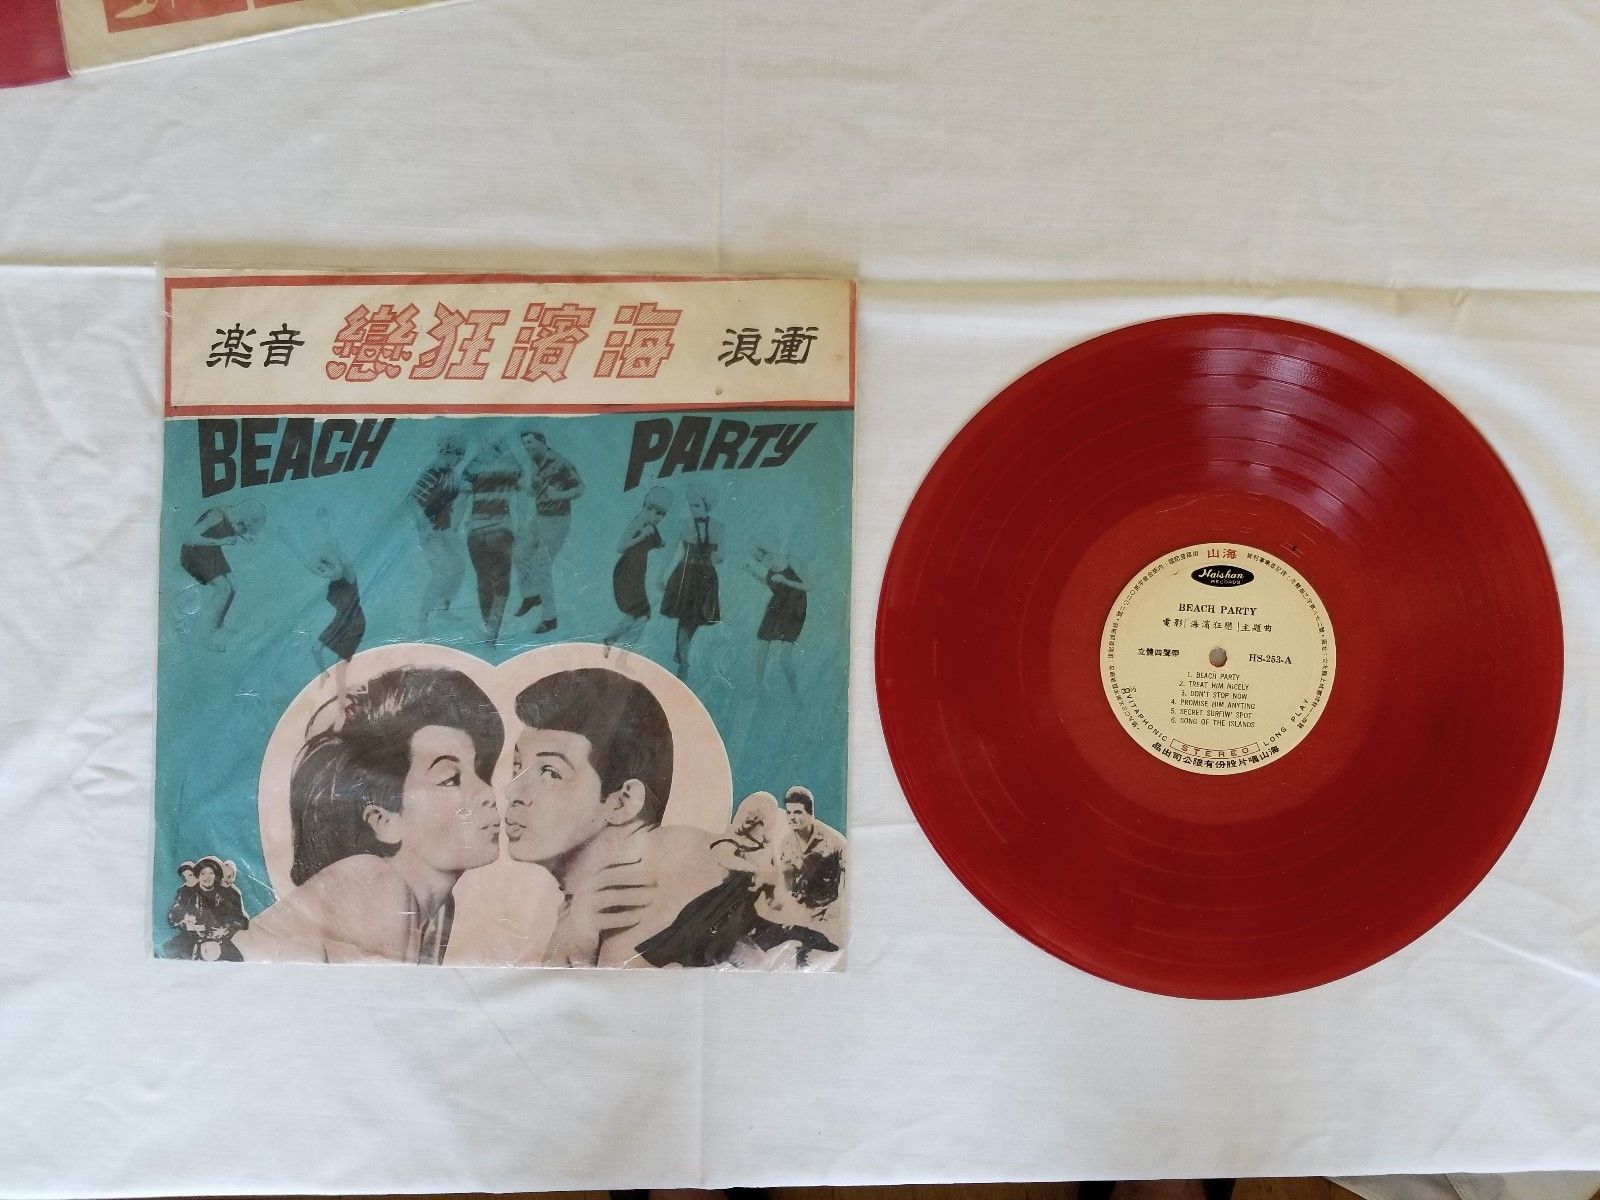 楽音 戀狂濱海 浪衝
BEACH PARTY
山海
Haishan
RECORDS
BEACH PARTY
電影「海濱狂戀」主題曲
立體四聲帶
HS-253-A
1. BEACH PARTY
2. TREAT HIM NICELY
3. DON'T STOP NOW
4. PROMISE HIM ANYTING
5. SECRET SURFIN' SPOT
6. SONG OF THE ISLANDS
VITAPHONIC STEREO LONG PLAY
品出司公限有份股片唱山海